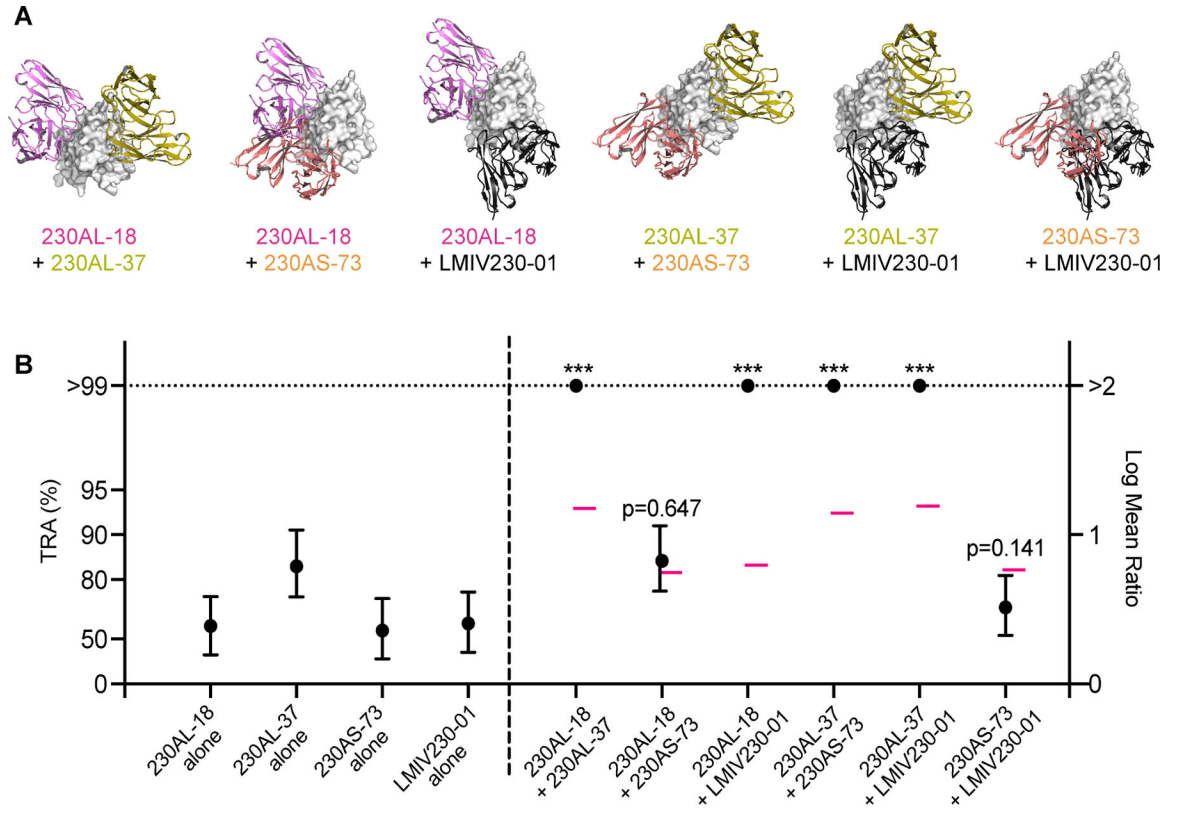 A
230AL-18
+ 230AL-37
230AL-18
+ 230AS-73
230AL-18
+ LMIV230-01
230AL-37
+ 230AS-73
230AL-37
+ LMIV230-01
230AS-73
+ LMIV230-01
B
TRA (%)
>99
95
90
80
50
0
***
p=0.647
***
***
***
p=0.141
>2
1
0
Log Mean Ratio
230AL-18
alone
230AL-37
alone
230AS-73
alone
LMIV230-01
alone
230AL-18
+ 230AL-37
230AL-18
+ 230AS-73
230AL-18
+ LMIV230-01
230AL-37
+ 230AS-73
230AL-37
+ LMIV230-01
230AS-73
+ LMIV230-01